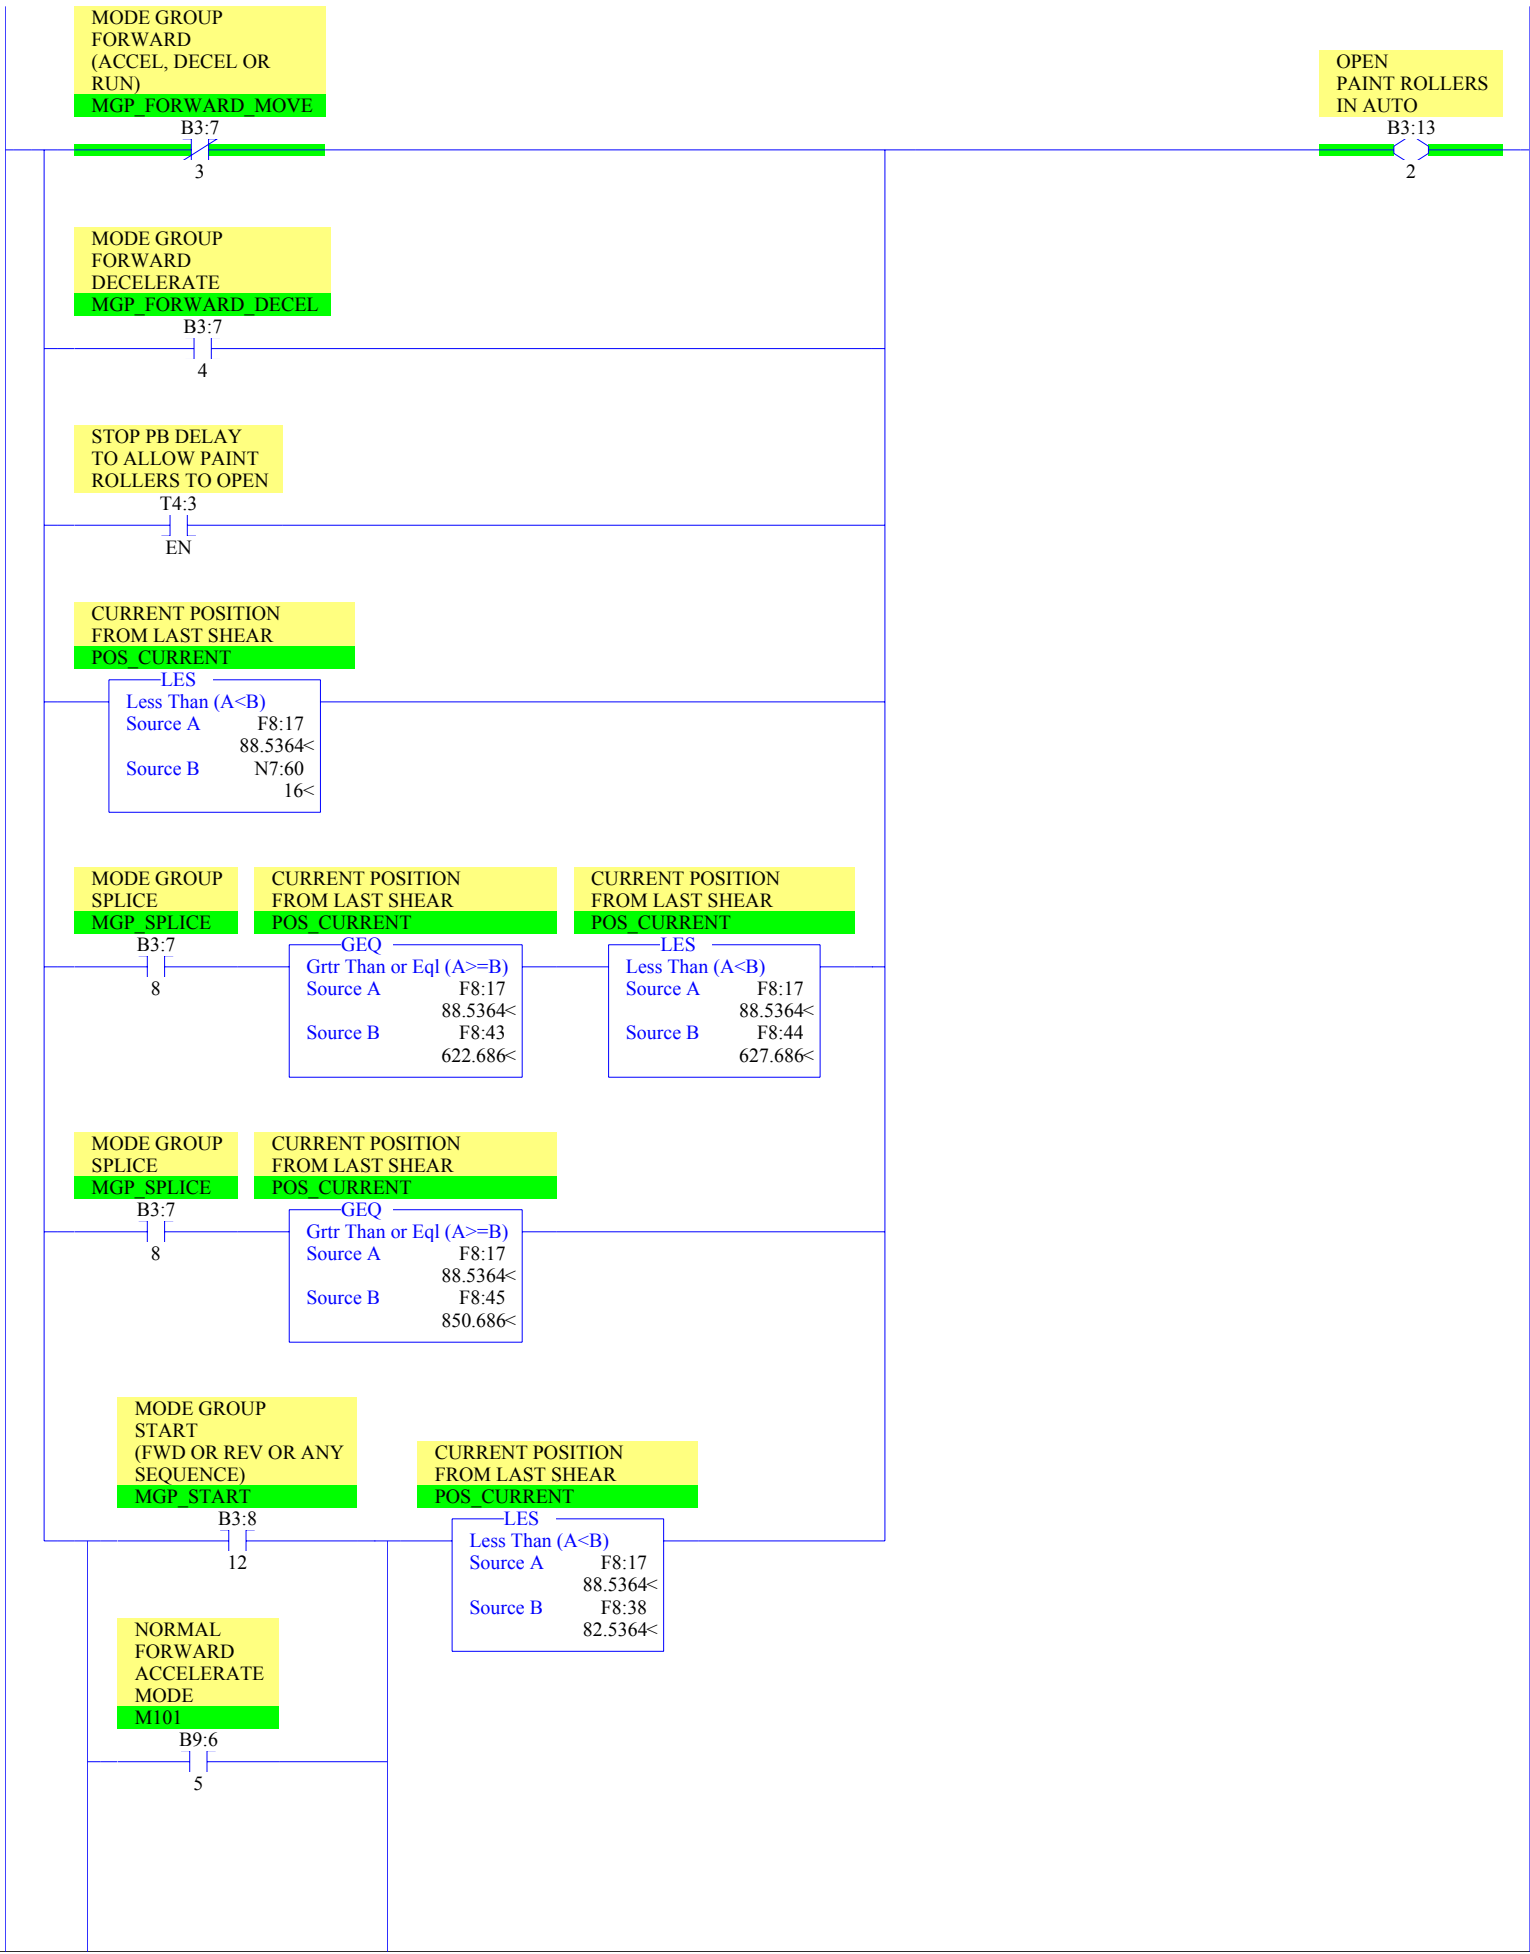 MODE GROUP
FORWARD
(ACCEL, DECEL OR
RUN)
MGP_FORWARD_MOVE
B3:7
3
OPEN
PAINT ROLLERS
IN AUTO
B3:13
2
MODE GROUP
FORWARD
DECELERATE
MGP_FORWARD_DECEL
B3:7
4
STOP PB DELAY
TO ALLOW PAINT
ROLLERS TO OPEN
T4:3
EN
CURRENT POSITION
FROM LAST SHEAR
POS_CURRENT
LES
Less Than (A<B)
Source A F8:17
88.5364<
Source B N7:60
16<
MODE GROUP
SPLICE
MGP_SPLICE
B3:7
8
CURRENT POSITION
FROM LAST SHEAR
POS_CURRENT
GEQ
Grtr Than or Eql (A>=B)
Source A F8:17
88.5364<
Source B F8:43
622.686<
CURRENT POSITION
FROM LAST SHEAR
POS_CURRENT
LES
Less Than (A<B)
Source A F8:17
88.5364<
Source B F8:44
627.686<
MODE GROUP
SPLICE
MGP_SPLICE
B3:7
8
CURRENT POSITION
FROM LAST SHEAR
POS_CURRENT
GEQ
Grtr Than or Eql (A>=B)
Source A F8:17
88.5364<
Source B F8:45
850.686<
MODE GROUP
START
(FWD OR REV OR ANY
SEQUENCE)
MGP_START
B3:8
12
CURRENT POSITION
FROM LAST SHEAR
POS_CURRENT
LES
Less Than (A<B)
Source A F8:17
88.5364<
Source B F8:38
82.5364<
NORMAL
FORWARD
ACCELERATE
MODE
M101
B9:6
5